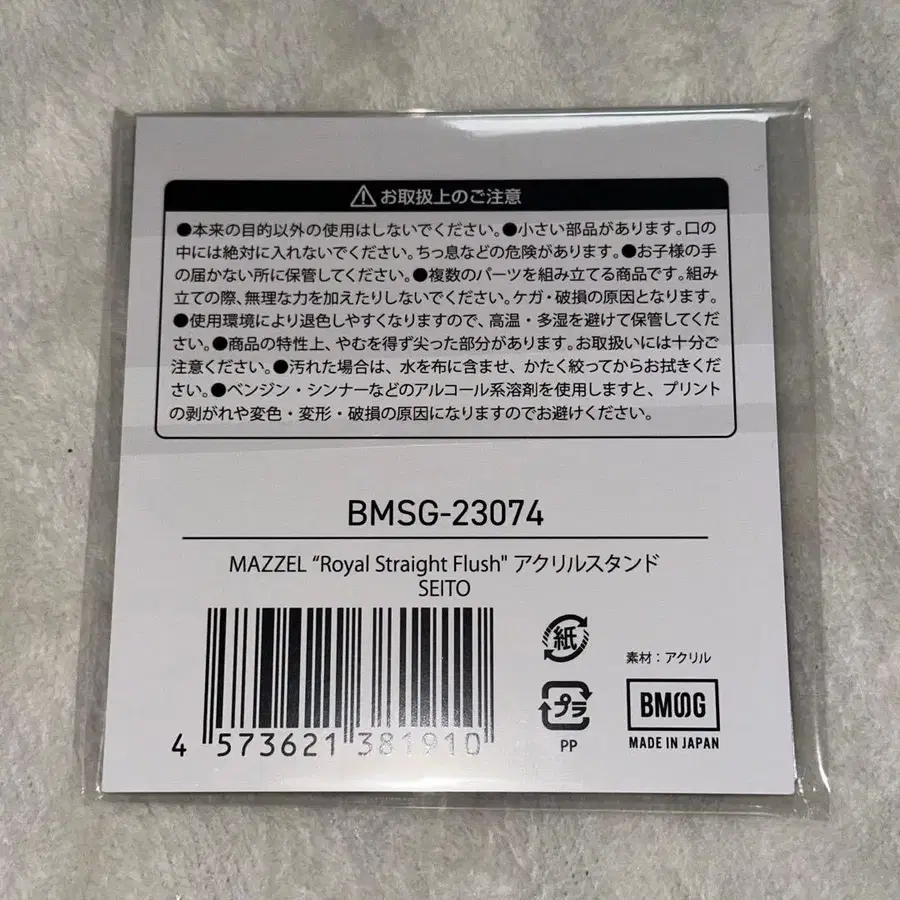 ⚠お取扱上のご注意
●本来の目的以外の使用はしないでください。●小さい部品があります。口の
中には絶対に入れないでください。ちっ息などの危険があります。●お子様の手
の届かない所に保管してください。●複数のパーツを組み立てる商品です。組み
立ての際、無理な力を加えたりしないでください。ケガ・破損の原因となります。
●使用環境により退色しやすくなりますので、高温・多湿を避けて保管してくだ
さい。●商品の特性上、やむを得ず尖った部分があります。お取扱いには十分ご
注意ください。●汚れた場合は、水を布に含ませ、かたく絞ってからお拭きくだ
さい。●ベンジン・シンナーなどのアルコール系溶剤を使用しますと、プリント
の剥がれや変色・変形・破損の原因になりますのでお避けください。
BMSG-23074
MAZZEL “Royal Straight Flush" アクリルスタンド
SEITO
4 573621 381910
紙
プラ
PP
素材：アクリル
BMSG
MADE IN JAPAN